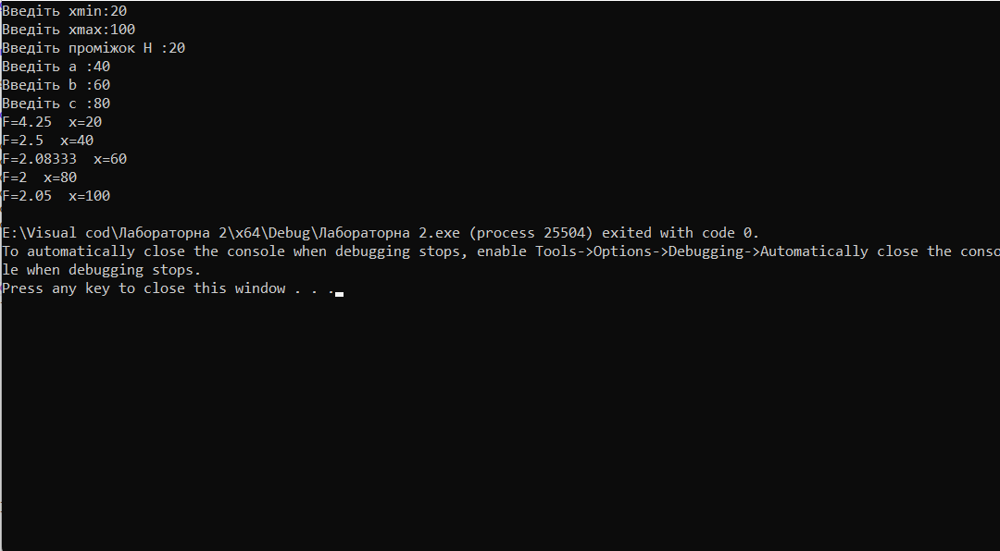 Введіть xmin:20
Введіть xmax:100
Введіть проміжок H :20
Введіть a :40
Введіть b :60
Введіть c :80
F=4.25  x=20
F=2.5  x=40
F=2.08333  x=60
F=2  x=80
F=2.05  x=100
E:\Visual cod\Лабораторна 2\x64\Debug\Лабораторна 2.exe (process 25504) exited with code 0.
To automatically close the console when debugging stops, enable Tools->Options->Debugging->Automatically close the conso
le when debugging stops.
Press any key to close this window . . .